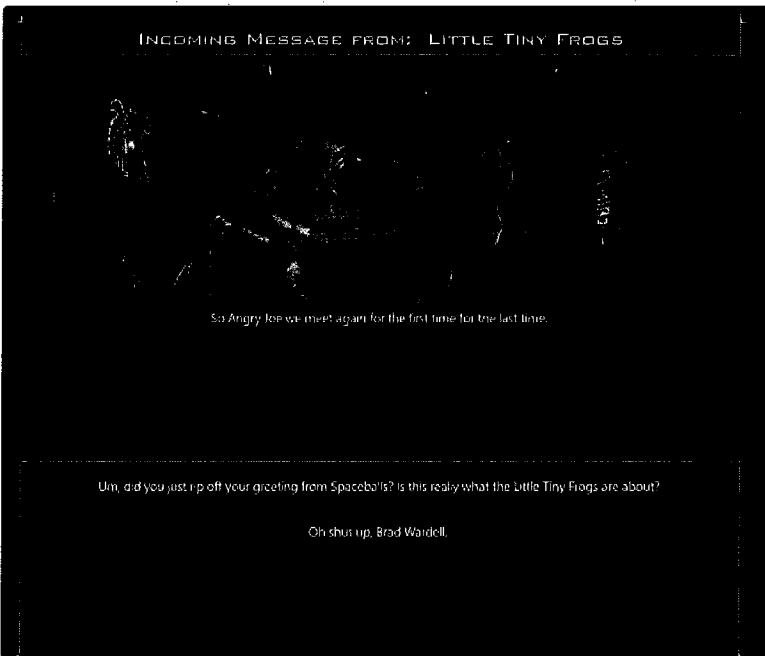 INCOMING MESSAGE FROM: LITTLE TINY FROGS
So Angry Joe we meet again for the first time for the last time.
Um, did you just rip off your greeting from Spaceballs? Is this really what the Little Tiny Frogs are about?
Oh shut up, Brad Wardell.